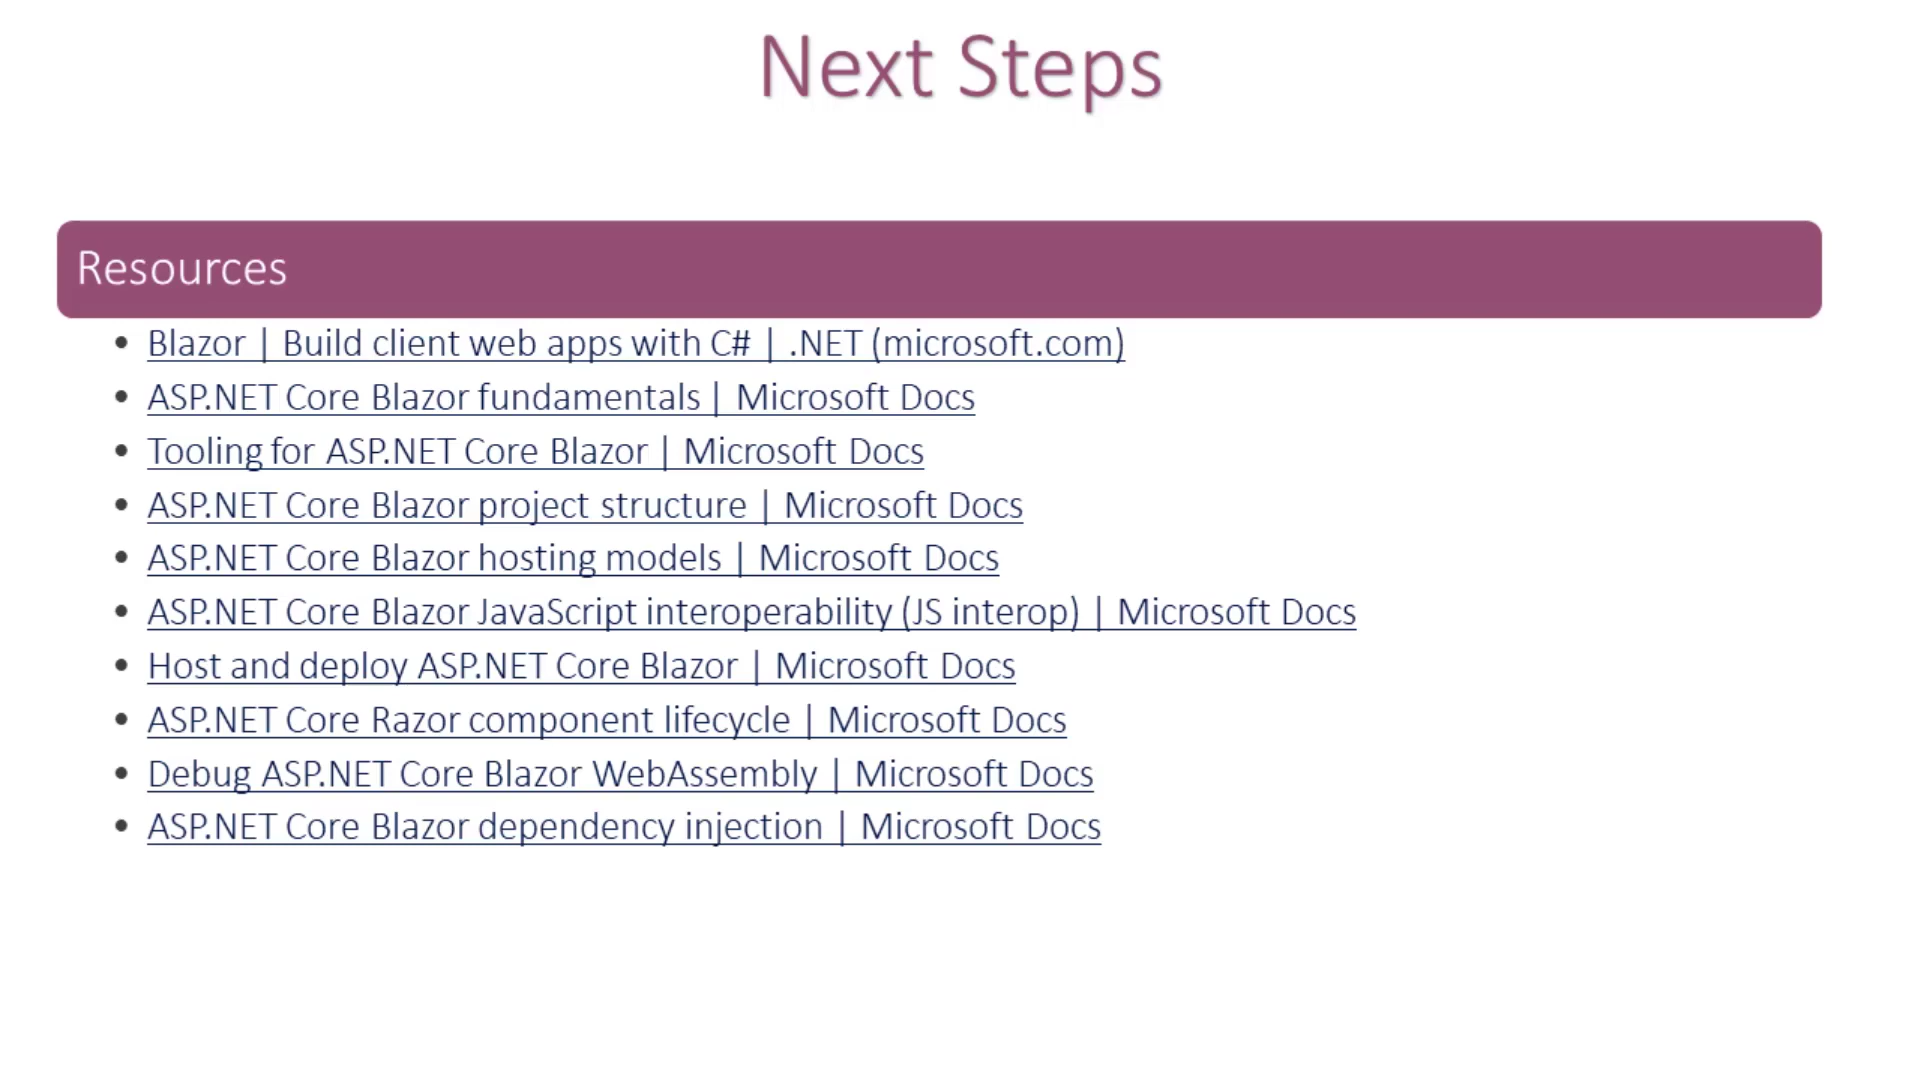 Next Steps
Resources
• Blazor | Build client web apps with C# | .NET (microsoft.com)
• ASP.NET Core Blazor fundamentals | Microsoft Docs
• Tooling for ASP.NET Core Blazor | Microsoft Docs
• ASP.NET Core Blazor project structure | Microsoft Docs
• ASP.NET Core Blazor hosting models | Microsoft Docs
• ASP.NET Core Blazor JavaScript interoperability (JS interop) | Microsoft Docs
• Host and deploy ASP.NET Core Blazor | Microsoft Docs
• ASP.NET Core Razor component lifecycle | Microsoft Docs
• Debug ASP.NET Core Blazor WebAssembly | Microsoft Docs
• ASP.NET Core Blazor dependency injection | Microsoft Docs